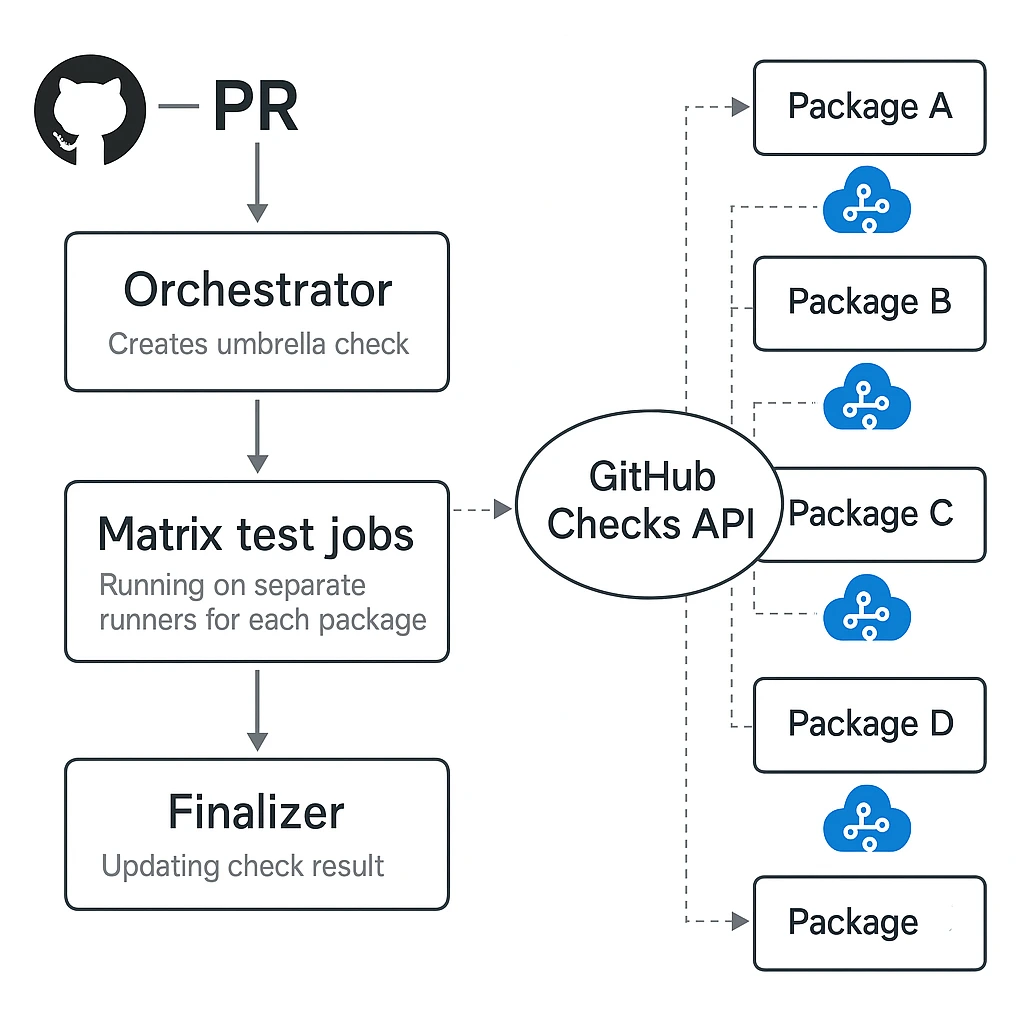 PR
Orchestrator
Creates umbrella check
Matrix test jobs
Running on separate
runners for each package
Finalizer
Updating check result
GitHub
Checks API
Package A
Package B
Package C
Package D
Package